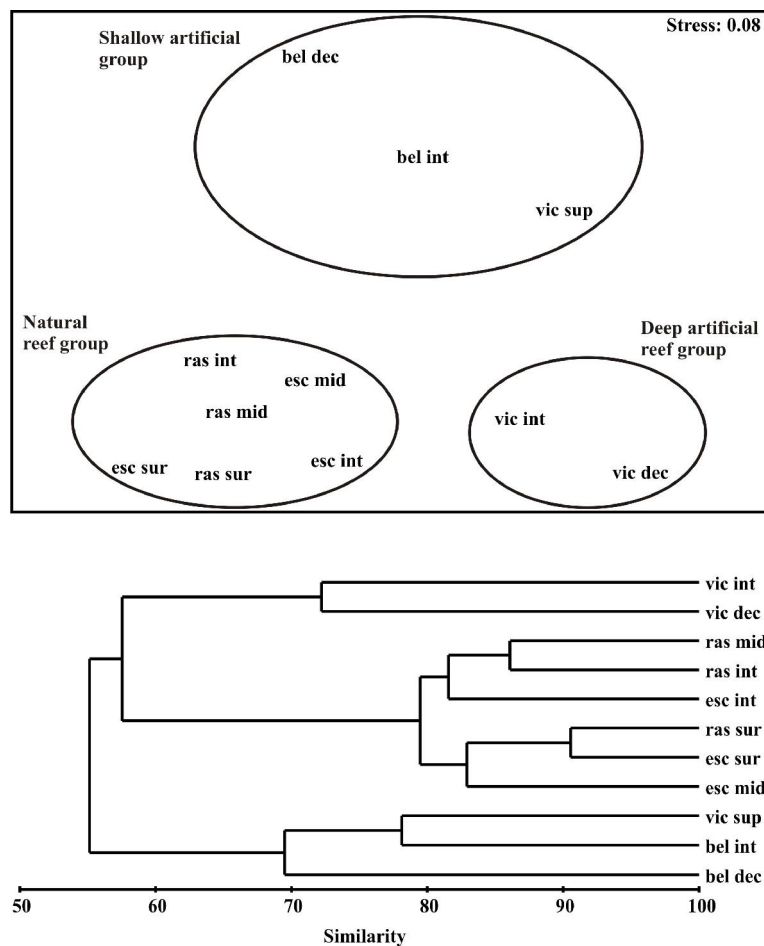 Shallow artificial
group
Stress: 0.08
bel dec
bel int
vic sup
Natural
reef group
Deep artificial
reef group
ras int
esc mid
ras mid
vic int
esc sur
ras sur
esc int
vic dec
vic int
vic dec
ras mid
ras int
esc int
ras sur
esc sur
esc mid
vic sup
bel int
bel dec
50 60 70 80 90 100
Similarity